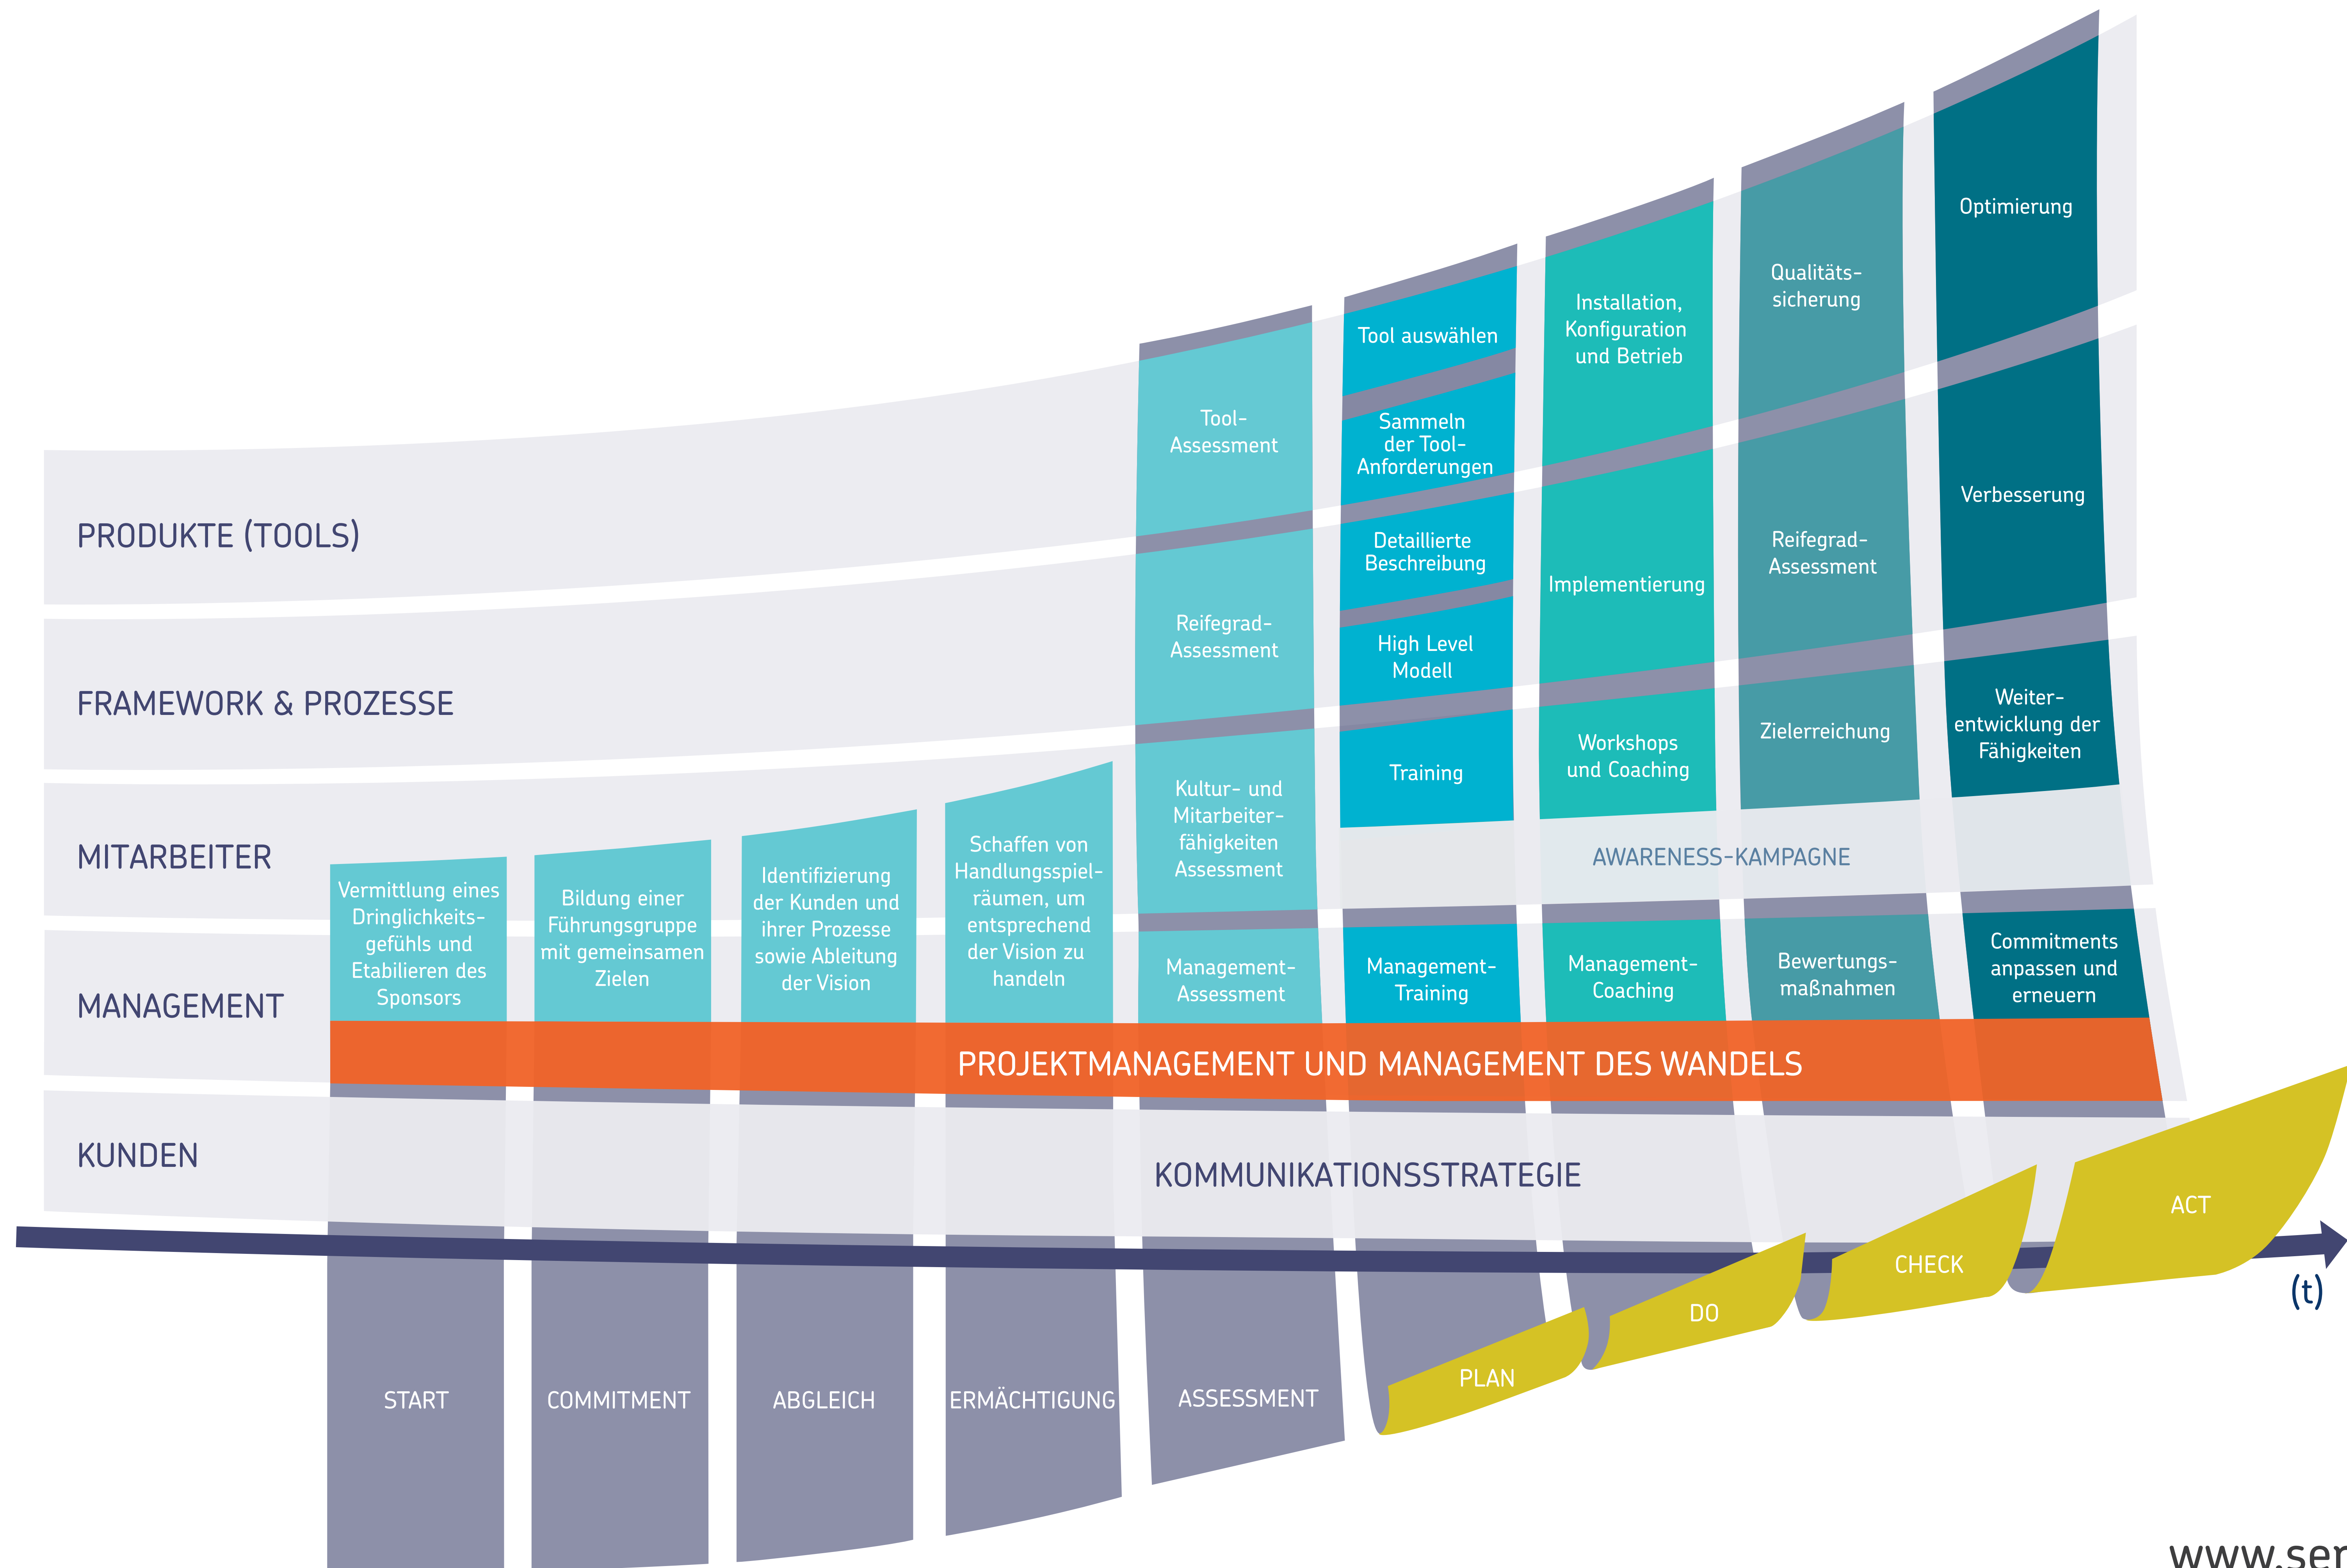 PRODUKTE (TOOLS)
FRAMEWORK & PROZESSE
MITARBEITER
MANAGEMENT
KUNDEN
Vermittlung eines
Dringlichkeits-
gefühls und
Etabilieren des
Sponsors
Bildung einer
Führungsgruppe
mit gemeinsamen
Zielen
Identifizierung
der Kunden und
ihrer Prozesse
sowie Ableitung
der Vision
Schaffen von
Handlungsspiel-
räumen, um
entsprechend
der Vision zu
handeln
Tool-
Assessment
Reifegrad-
Assessment
Kultur- und
Mitarbeiter-
fähigkeiten
Assessment
Management-
Assessment
Tool auswählen
Sammeln
der Tool-
Anforderungen
Detaillierte
Beschreibung
High Level
Modell
Training
Management-
Training
Installation,
Konfiguration
und Betrieb
Implementierung
Workshops
und Coaching
Management-
Coaching
Qualitäts-
sicherung
Reifegrad-
Assessment
Zielerreichung
Bewertungs-
maßnahmen
Optimierung
Verbesserung
Weiter-
entwicklung der
Fähigkeiten
Commitments
anpassen und
erneuern
AWARENESS-KAMPAGNE
PROJEKTMANAGEMENT UND MANAGEMENT DES WANDELS
KOMMUNIKATIONSSTRATEGIE
START
COMMITMENT
ABGLEICH
ERMÄCHTIGUNG
ASSESSMENT
PLAN
DO
CHECK
ACT
(t)